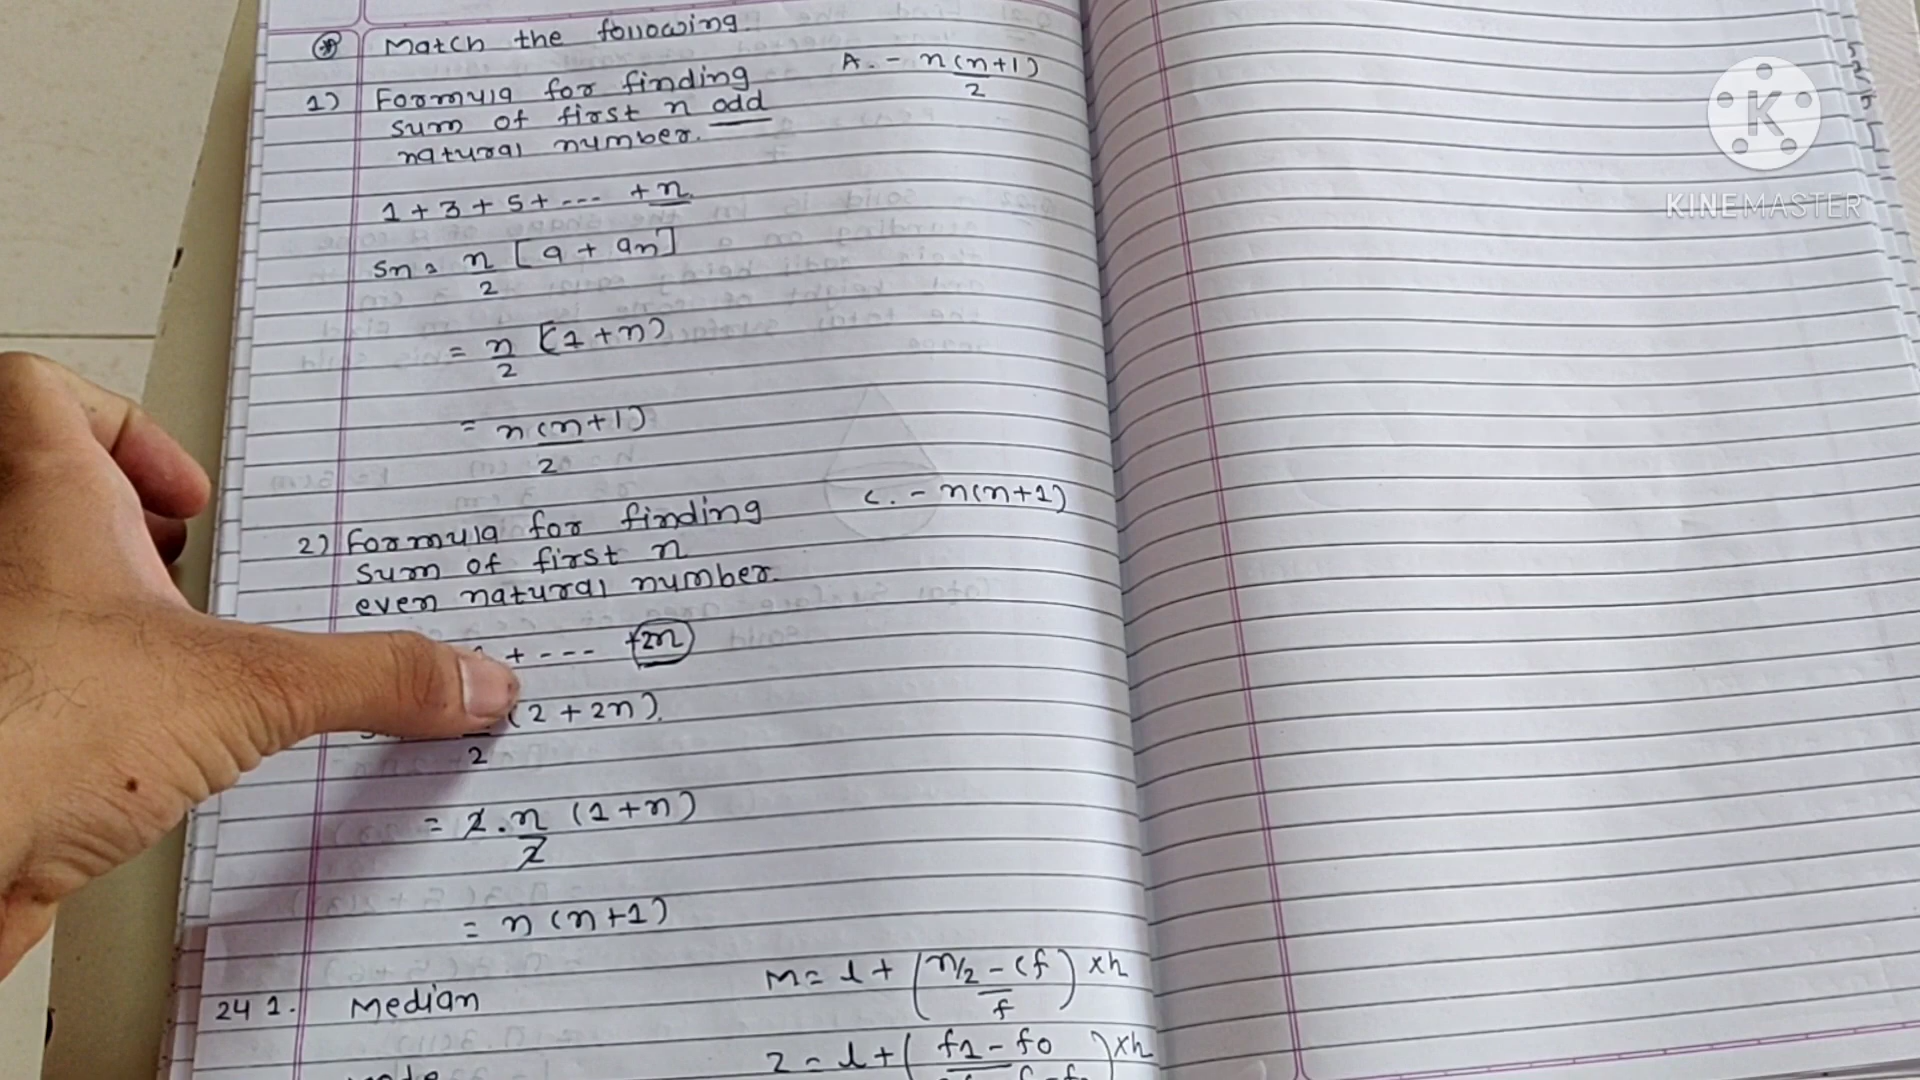 Match the following.
1) Formula for finding
sum of first n odd
natural number.
A. - n(n+1)
2
1 + 3 + 5 + --- + n.
Sn = n [a + an]
2
= n [1 + n)
2
= n(n+1)
2
2) Formula for finding
sum of first n
even natural number.
C. - n(n+1)
+ --- +2n
(2 + 2n).
2
= 2 . n (1+n)
2
= n (n+1)
24 1. Median
M = l + ( n/2 - cf ) xh
f
Z = l + ( f1 - f0 ) xh
K
KINEMASTER